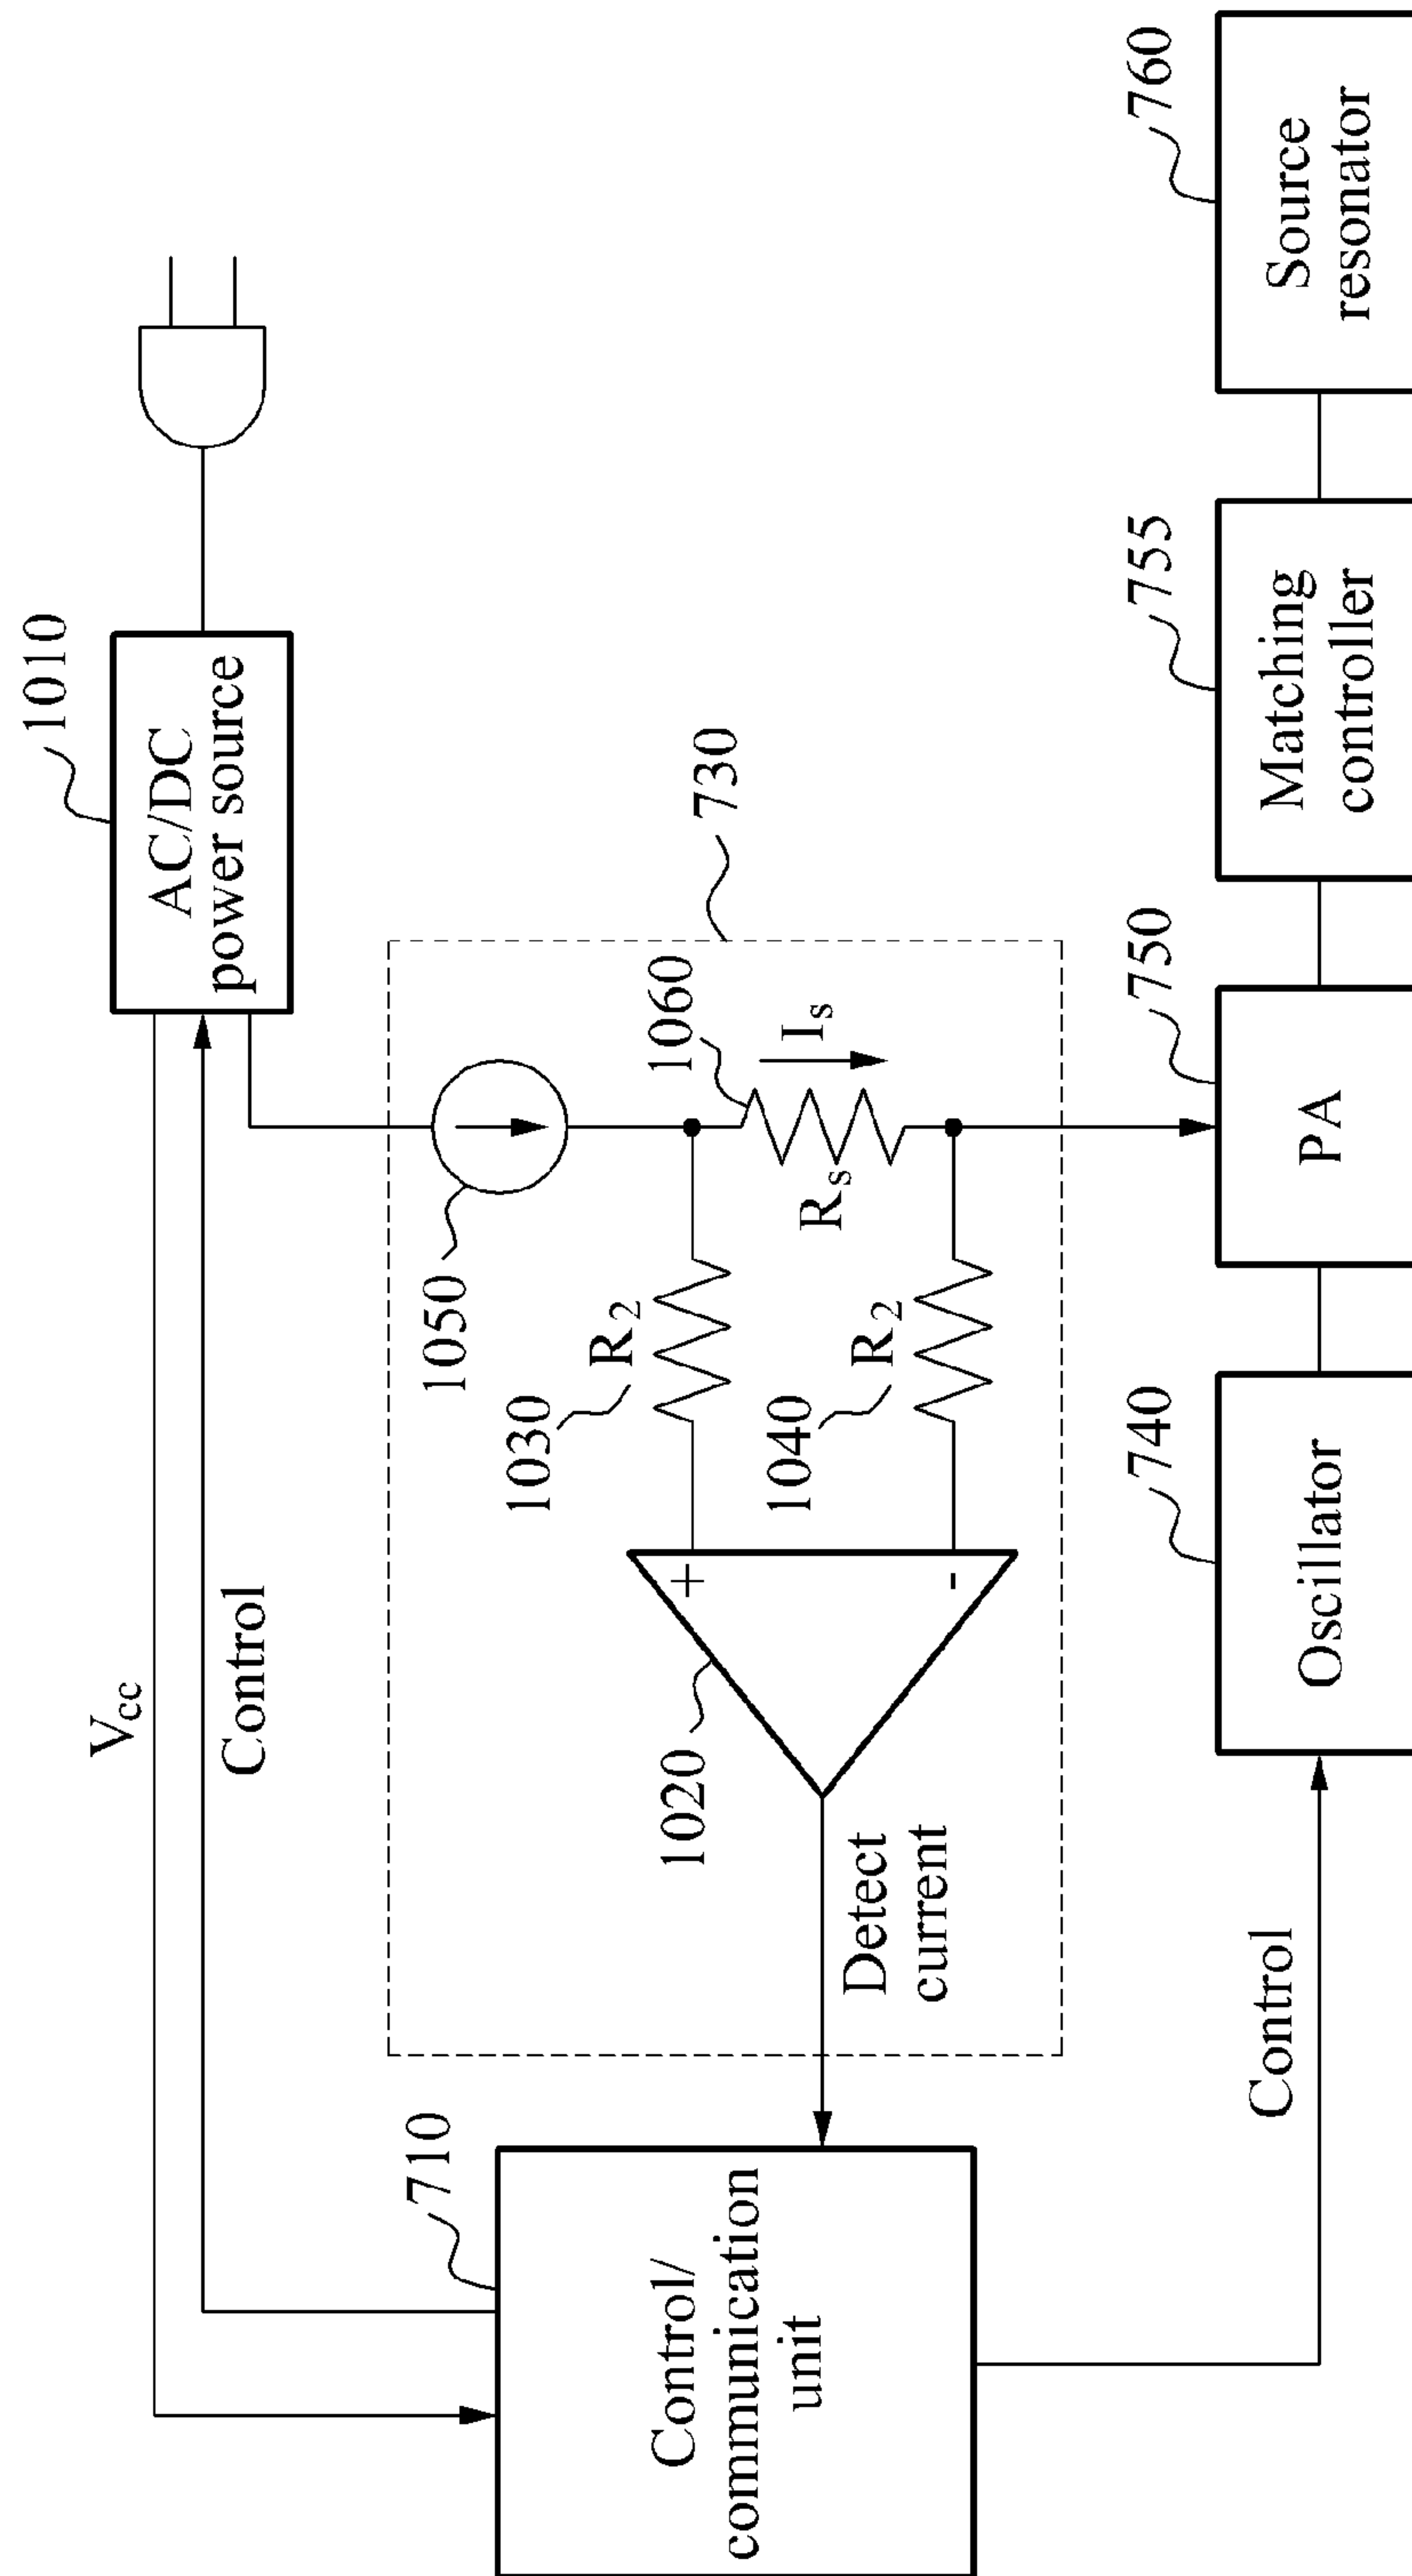 1010
AC/DC
power source
Vcc
Control
730
1050
1060
Is
Rs
1030
R2
1040
R2
+
-
1020
Detect
current
710
Control/
communication
unit
Control
740
Oscillator
750
PA
755
Matching
controller
760
Source
resonator